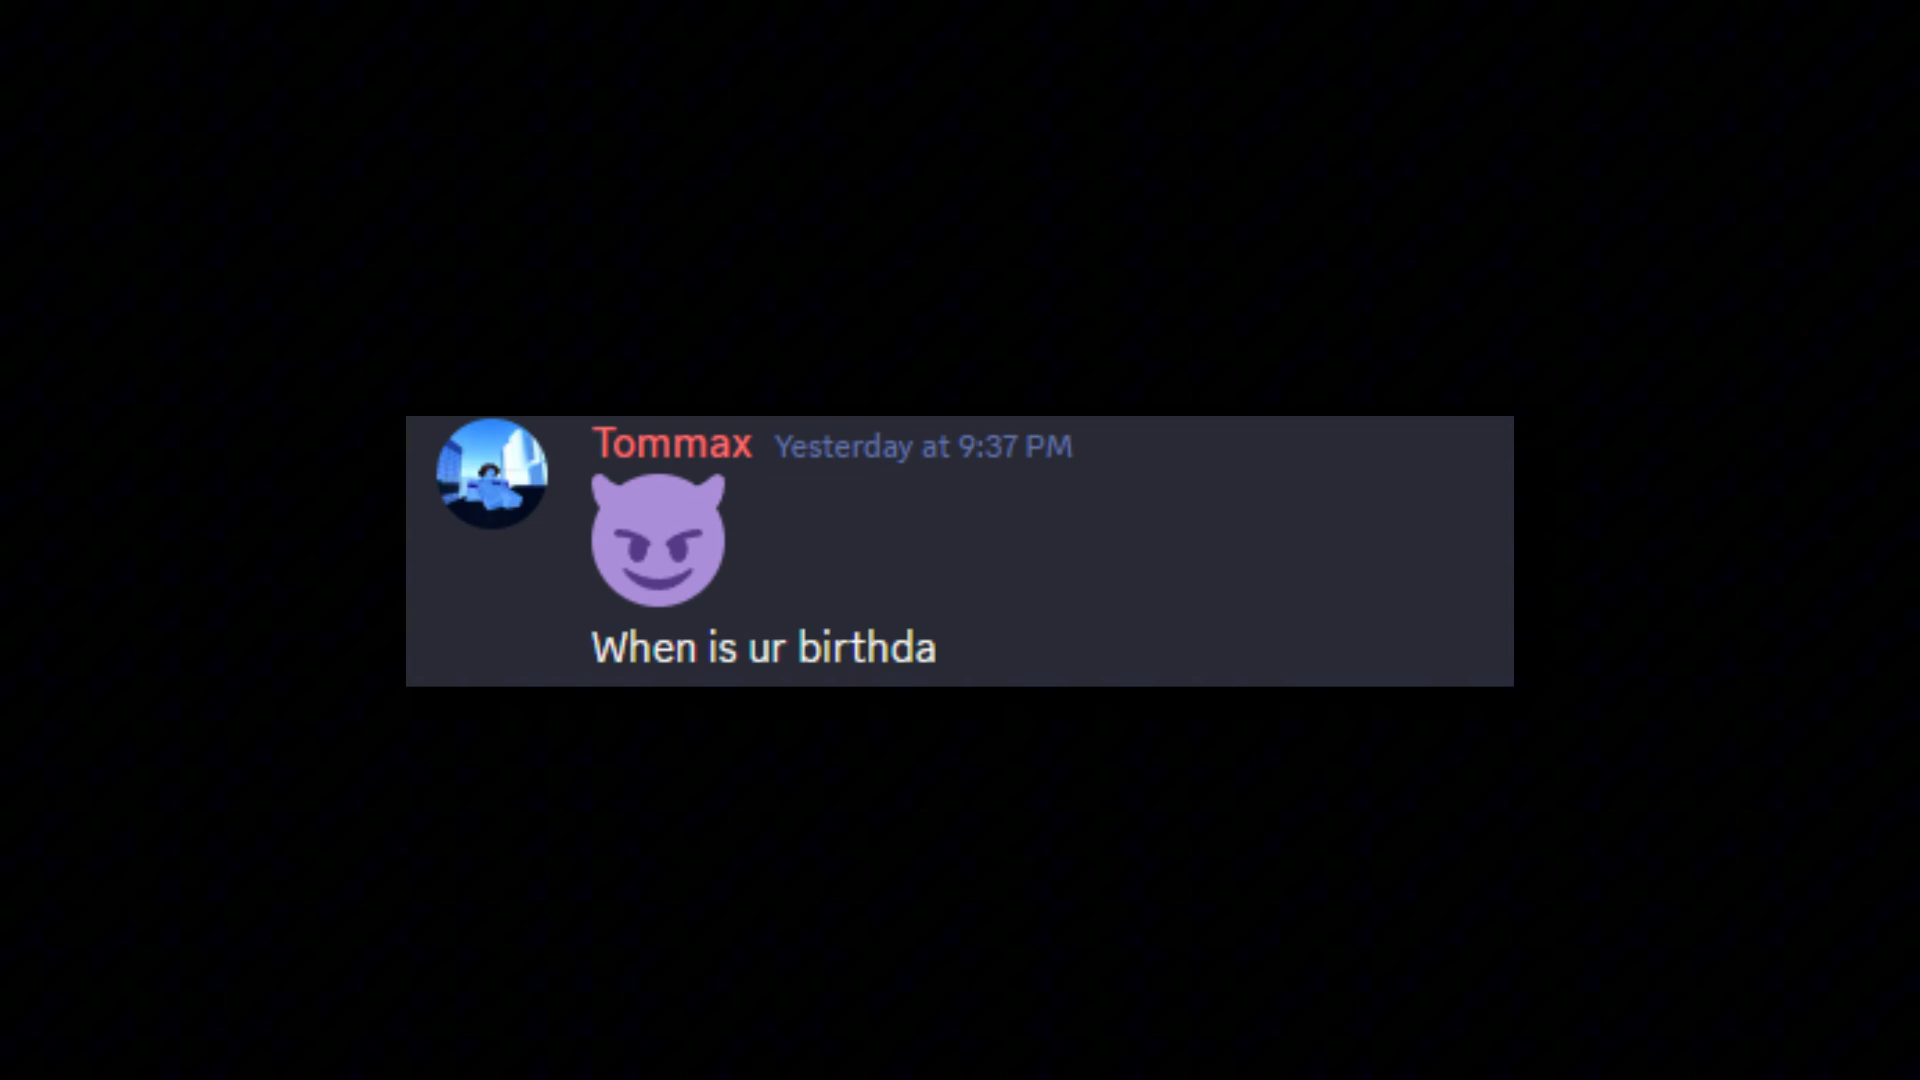 Tommax Yesterday at 9:37 PM
When is ur birthda